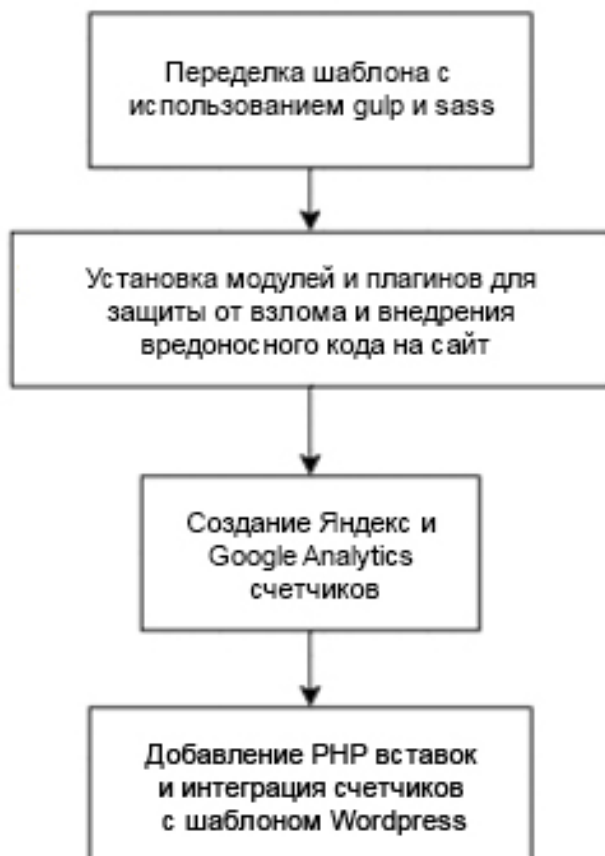 Переделка шаблона с
использованием gulp и sass
Установка модулей и плагинов для
защиты от взлома и внедрения
вредоносного кода на сайт
Создание Яндекс и
Google Analytics
счетчиков
Добавление PHP вставок
и интеграция счетчиков
с шаблоном Wordpress